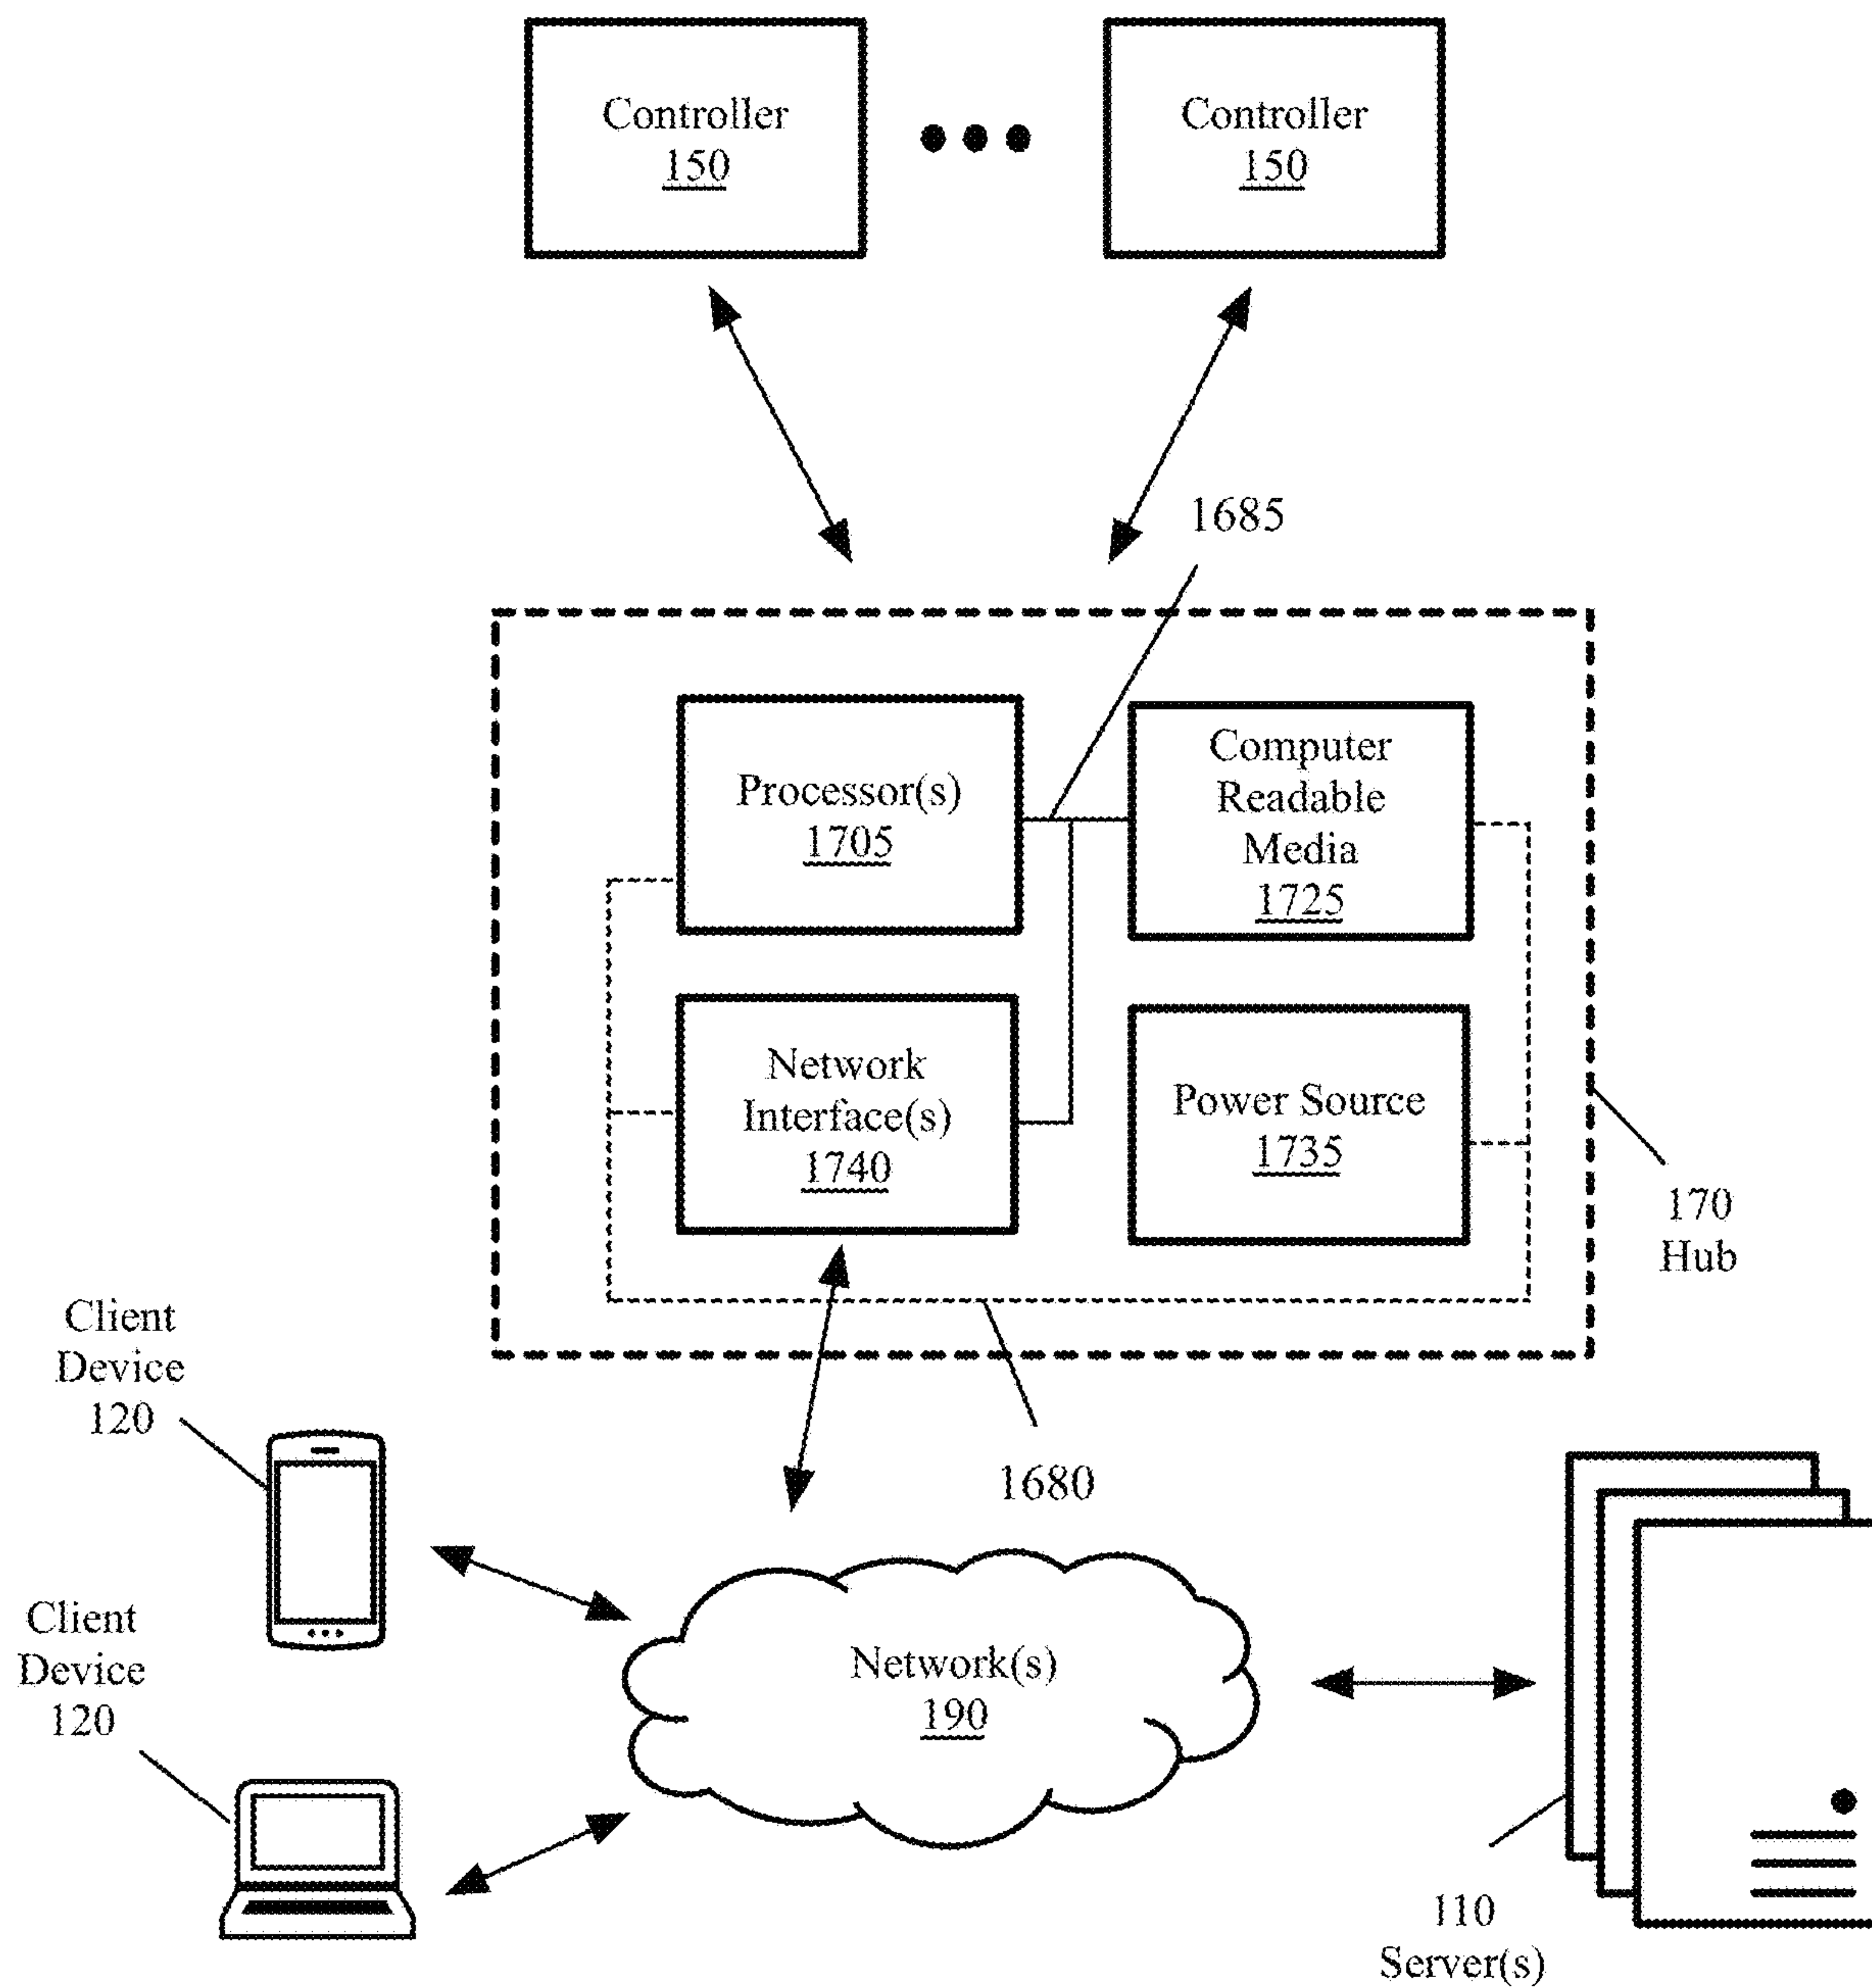 Controller
150
Controller
150
1685
Processor(s)
1705
Computer
Readable
Media
1725
Network
Interface(s)
1740
Power Source
1735
170
Hub
Client
Device
120
1680
Client
Device
120
Network(s)
190
110
Server(s)